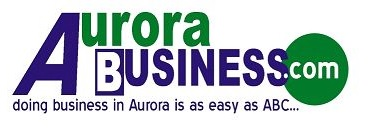 Aurora
BUSINESS.com
doing business in Aurora is as easy as ABC...